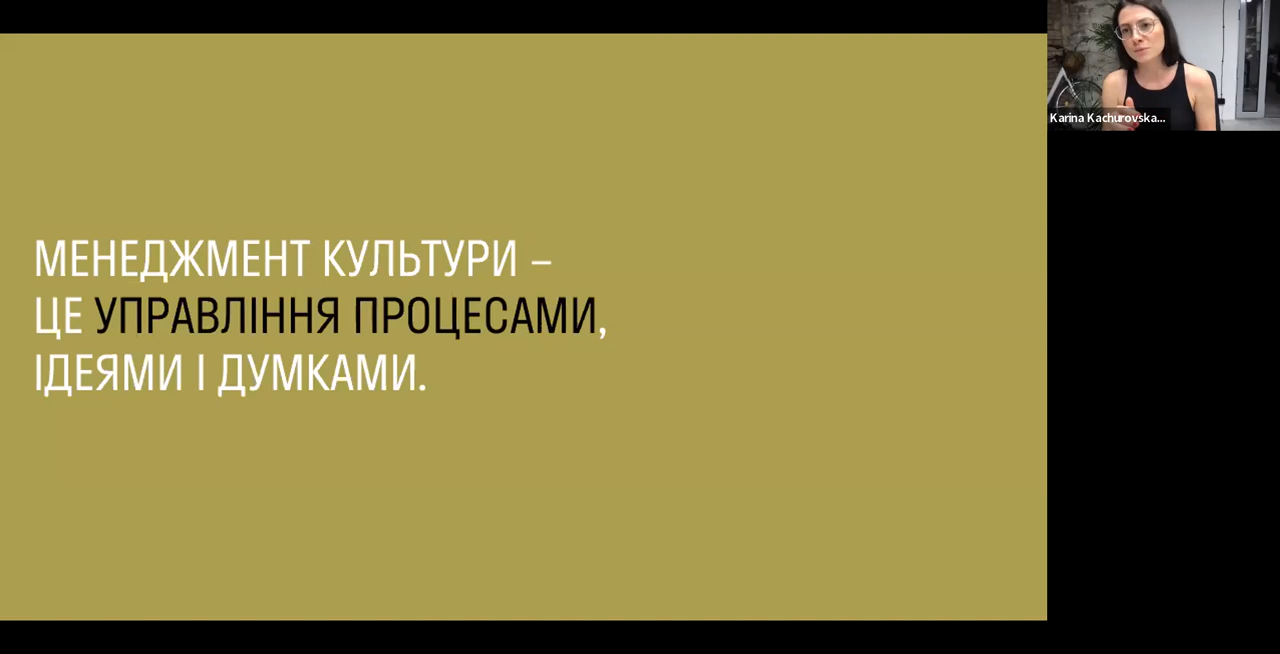 МЕНЕДЖМЕНТ КУЛЬТУРИ –
ЦЕ УПРАВЛІННЯ ПРОЦЕСАМИ,
ІДЕЯМИ І ДУМКАМИ.
Karina Kachurovska...